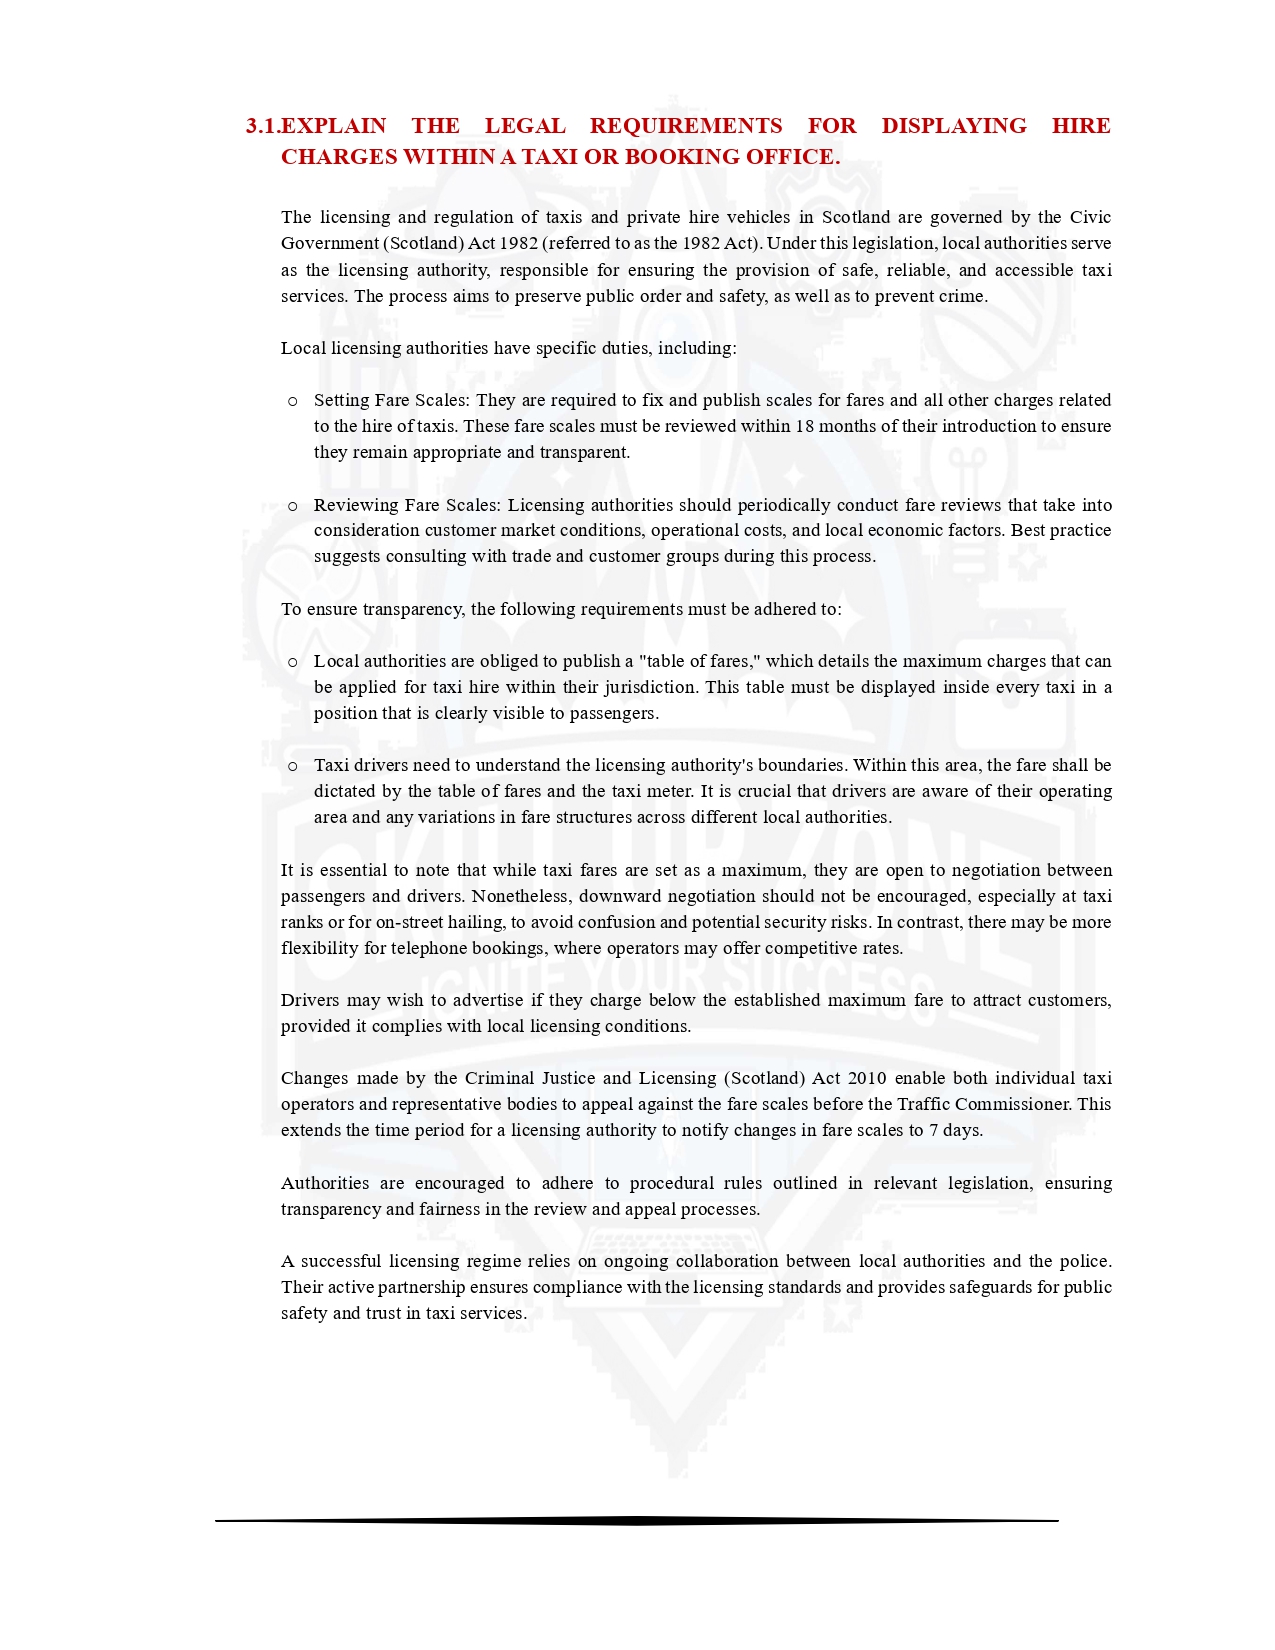 3.1.EXPLAIN THE LEGAL REQUIREMENTS FOR DISPLAYING HIRE
CHARGES WITHIN A TAXI OR BOOKING OFFICE.
The licensing and regulation of taxis and private hire vehicles in Scotland are governed by the Civic
Government (Scotland) Act 1982 (referred to as the 1982 Act). Under this legislation, local authorities serve
as the licensing authority, responsible for ensuring the provision of safe, reliable, and accessible taxi
services. The process aims to preserve public order and safety, as well as to prevent crime.
Local licensing authorities have specific duties, including:
o Setting Fare Scales: They are required to fix and publish scales for fares and all other charges related
to the hire of taxis. These fare scales must be reviewed within 18 months of their introduction to ensure
they remain appropriate and transparent.
o Reviewing Fare Scales: Licensing authorities should periodically conduct fare reviews that take into
consideration customer market conditions, operational costs, and local economic factors. Best practice
suggests consulting with trade and customer groups during this process.
To ensure transparency, the following requirements must be adhered to:
o Local authorities are obliged to publish a "table of fares," which details the maximum charges that can
be applied for taxi hire within their jurisdiction. This table must be displayed inside every taxi in a
position that is clearly visible to passengers.
o Taxi drivers need to understand the licensing authority's boundaries. Within this area, the fare shall be
dictated by the table of fares and the taxi meter. It is crucial that drivers are aware of their operating
area and any variations in fare structures across different local authorities.
It is essential to note that while taxi fares are set as a maximum, they are open to negotiation between
passengers and drivers. Nonetheless, downward negotiation should not be encouraged, especially at taxi
ranks or for on-street hailing, to avoid confusion and potential security risks. In contrast, there may be more
flexibility for telephone bookings, where operators may offer competitive rates.
Drivers may wish to advertise if they charge below the established maximum fare to attract customers,
provided it complies with local licensing conditions.
Changes made by the Criminal Justice and Licensing (Scotland) Act 2010 enable both individual taxi
operators and representative bodies to appeal against the fare scales before the Traffic Commissioner. This
extends the time period for a licensing authority to notify changes in fare scales to 7 days.
Authorities are encouraged to adhere to procedural rules outlined in relevant legislation, ensuring
transparency and fairness in the review and appeal processes.
A successful licensing regime relies on ongoing collaboration between local authorities and the police.
Their active partnership ensures compliance with the licensing standards and provides safeguards for public
safety and trust in taxi services.
SKILL UP ZONE
IGNITE YOUR SUCCESS